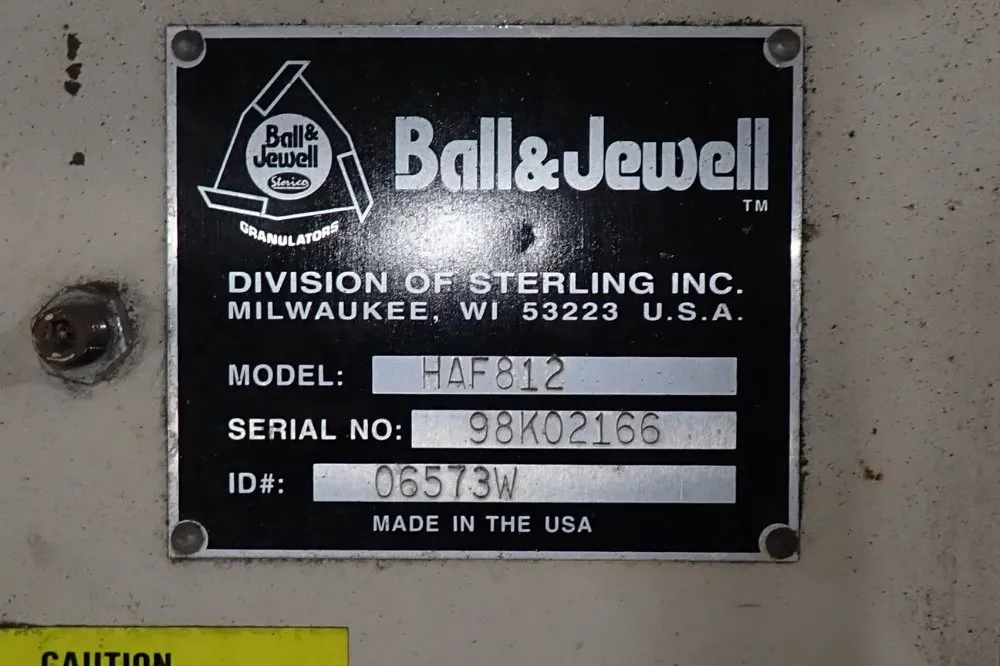 Ball&
Jewell
Sterico
GRANULATORS
Ball&Jewell
TM
DIVISION OF STERLING INC.
MILWAUKEE, WI 53223 U.S.A.
MODEL: HAF812
SERIAL NO: 98K02166
ID#: 06573W
MADE IN THE USA
CAUTION